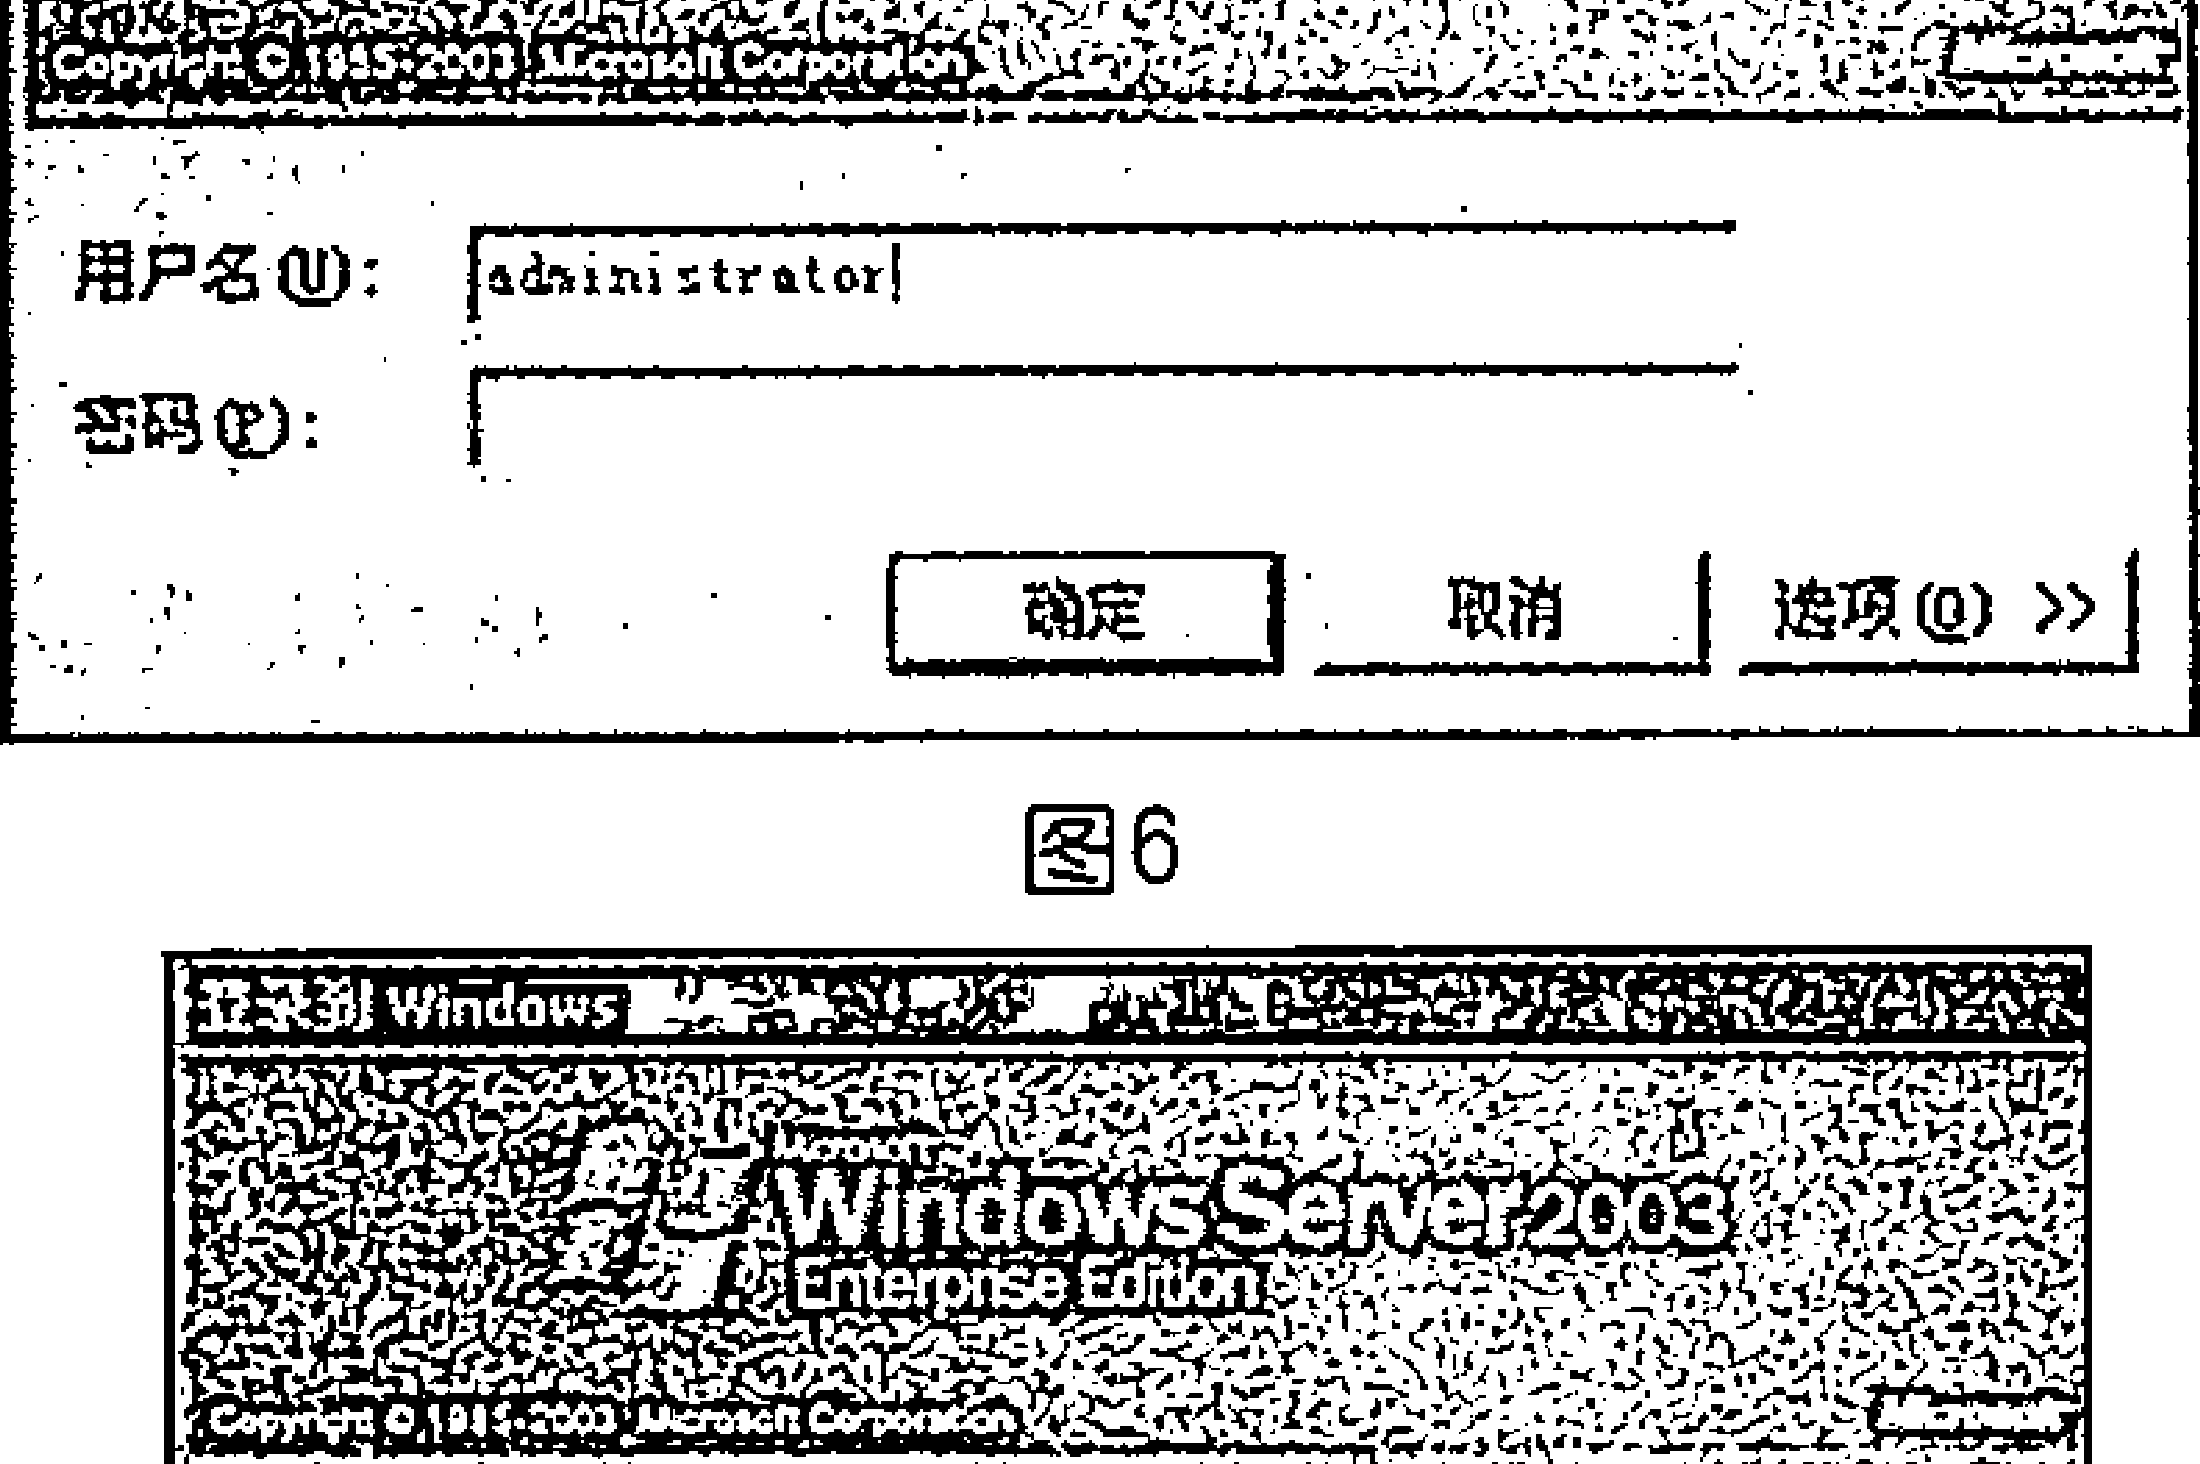 Copyright © 1985-2003 Microsoft Corporation
用户名(U): administrator
密码(P):
确定 取消 选项(O) >>
图6
登录到 Windows
Windows Server 2003
Enterprise Edition
Copyright © 1985-2003 Microsoft Corporation